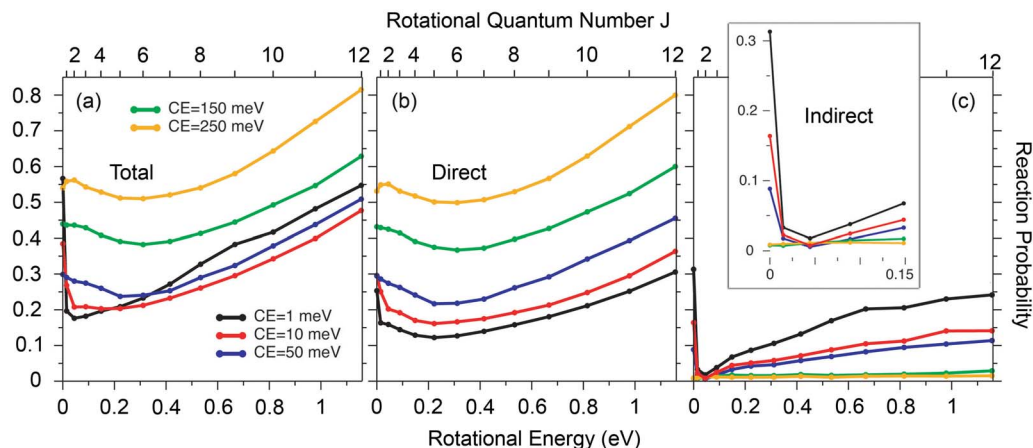 Rotational Quantum Number J
2 4 6 8 10 12
2 4 6 8 10 12
2
12
0.8
0.7
0.6
0.5
0.4
0.3
0.2
0.1
0
(a)
CE=150 meV
CE=250 meV
Total
CE=1 meV
CE=10 meV
CE=50 meV
(b)
Direct
0.3
0.2
0.1
0
0
0.15
Indirect
(c)
Reaction Probability
0 0.2 0.4 0.6 0.8 1
0 0.2 0.4 0.6 0.8 1
0 0.2 0.4 0.6 0.8 1
Rotational Energy (eV)